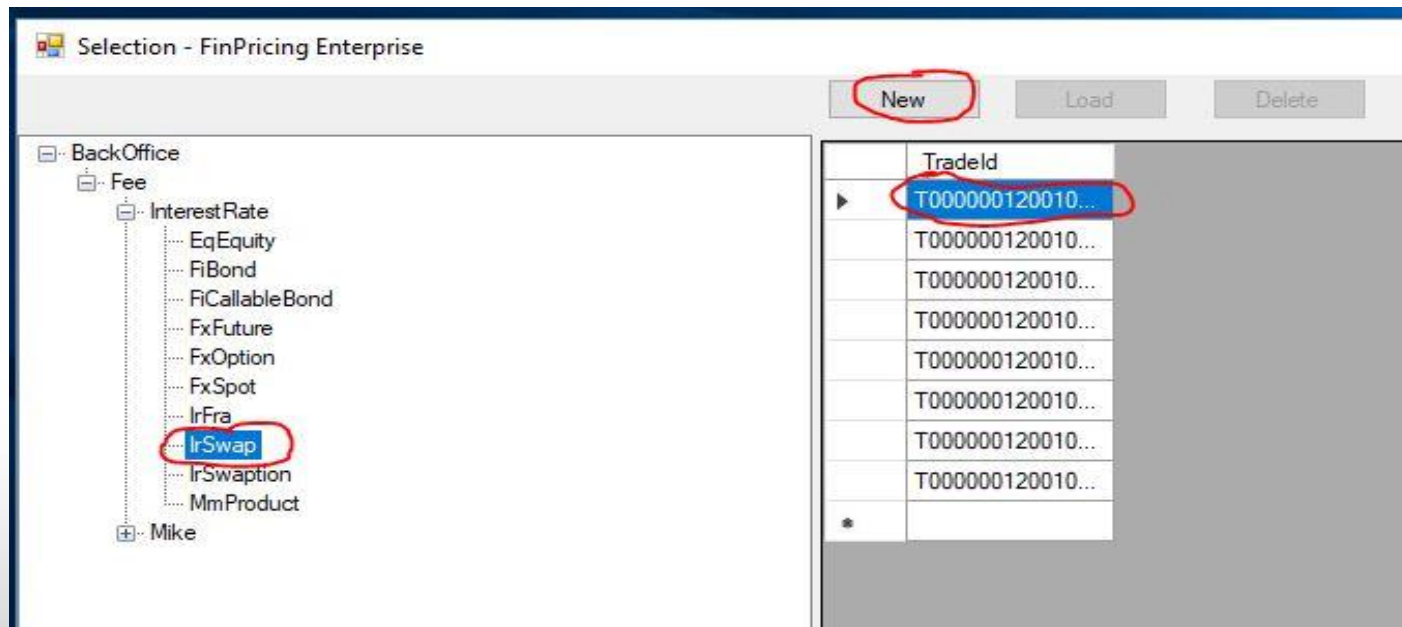 Selection - FinPricing Enterprise
New Load Delete
BackOffice
Fee
InterestRate
EqEquity
FiBond
FiCallableBond
FxFuture
FxOption
FxSpot
IrFra
IrSwap
IrSwaption
MmProduct
Mike
TradeId
T000000120010...
T000000120010...
T000000120010...
T000000120010...
T000000120010...
T000000120010...
T000000120010...
T000000120010...